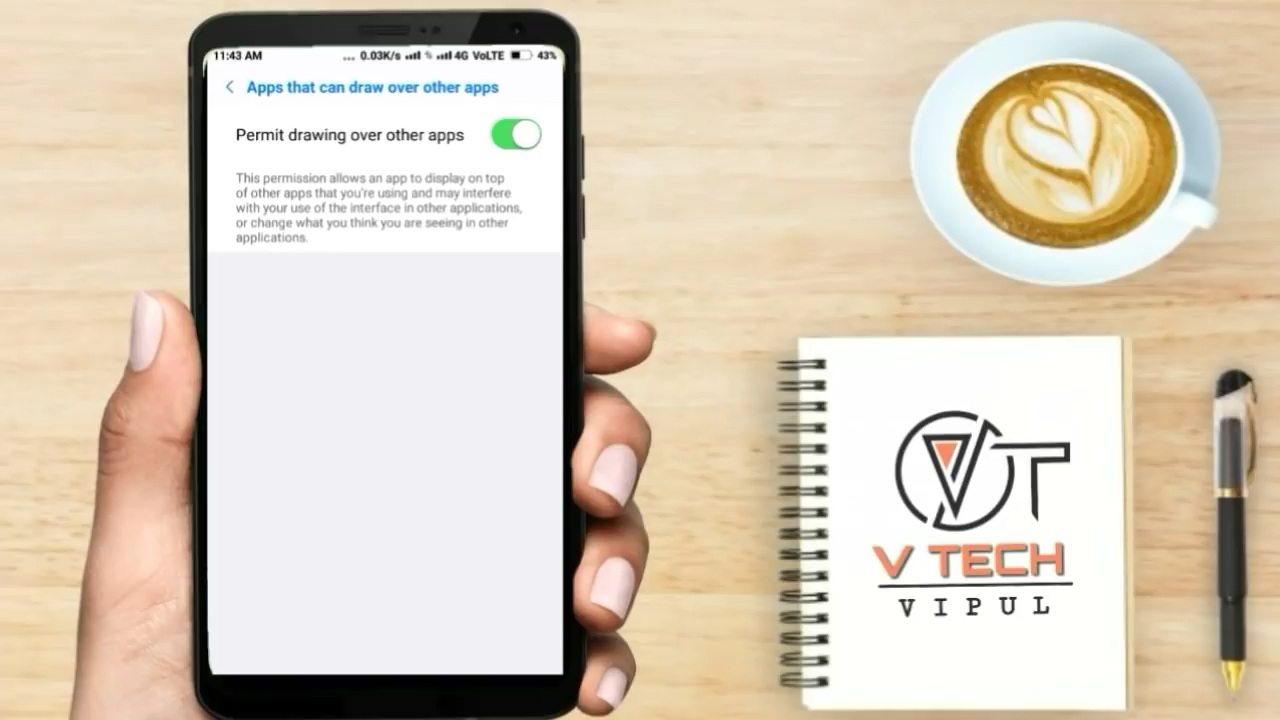 11:43 AM ... 0.03K/s 4G VoLTE 43%
Apps that can draw over other apps
Permit drawing over other apps
This permission allows an app to display on top
of other apps that you're using and may interfere
with your use of the interface in other applications,
or change what you think you are seeing in other
applications.
VT
V TECH
VIPUL